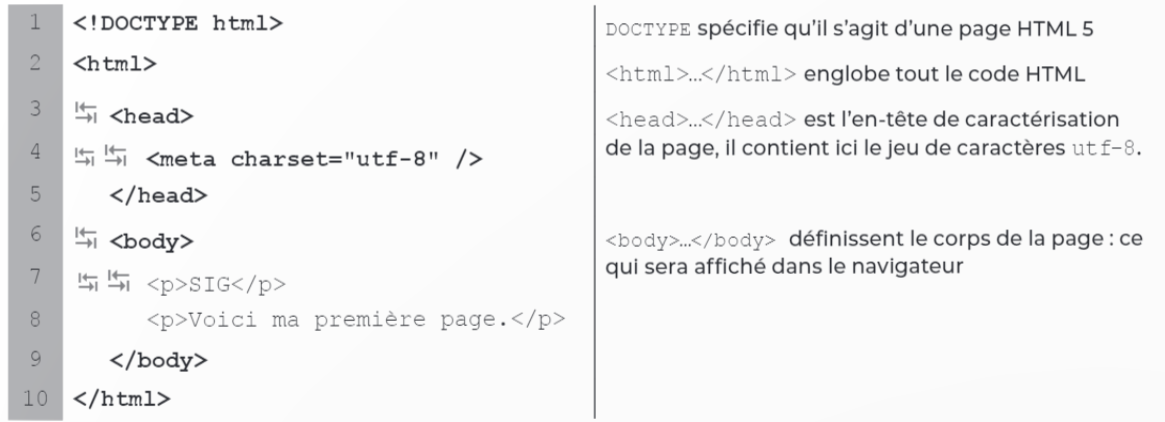 1 <!DOCTYPE html>
2 <html>
3 <head>
4 <meta charset="utf-8" />
5 </head>
6 <body>
7 <p>SIG</p>
8 <p>Voici ma première page.</p>
9 </body>
10 </html>
DOCTYPE spécifie qu'il s'agit d'une page HTML 5
<html>…</html> englobe tout le code HTML
<head>…</head> est l'en-tête de caractérisation
de la page, il contient ici le jeu de caractères utf-8.
<body>…</body> définissent le corps de la page : ce
qui sera affiché dans le navigateur